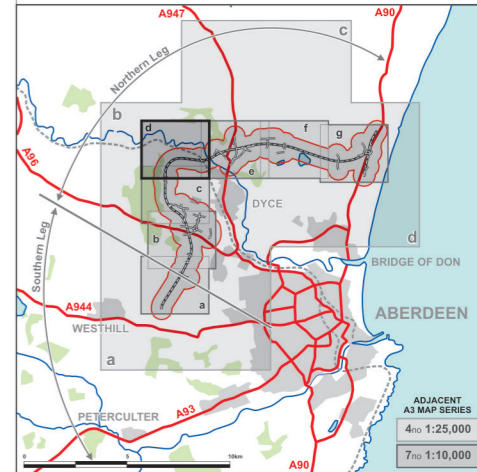 A947
A90
Northern Leg
c
b
d
f
g
A96
e
DYCE
c
b
d
Southern Leg
BRIDGE OF DON
A944
a
ABERDEEN
WESTHILL
a
ADJACENT
A3 MAP SERIES
PETERCULTER
A93
4no 1:25,000
7no 1:10,000
0
5
10km
A90